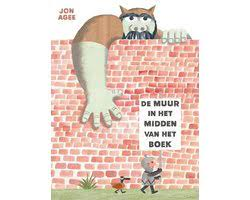 JON
AGEE
DE MUUR
IN HET
MIDDEN
VAN HET
BOEK